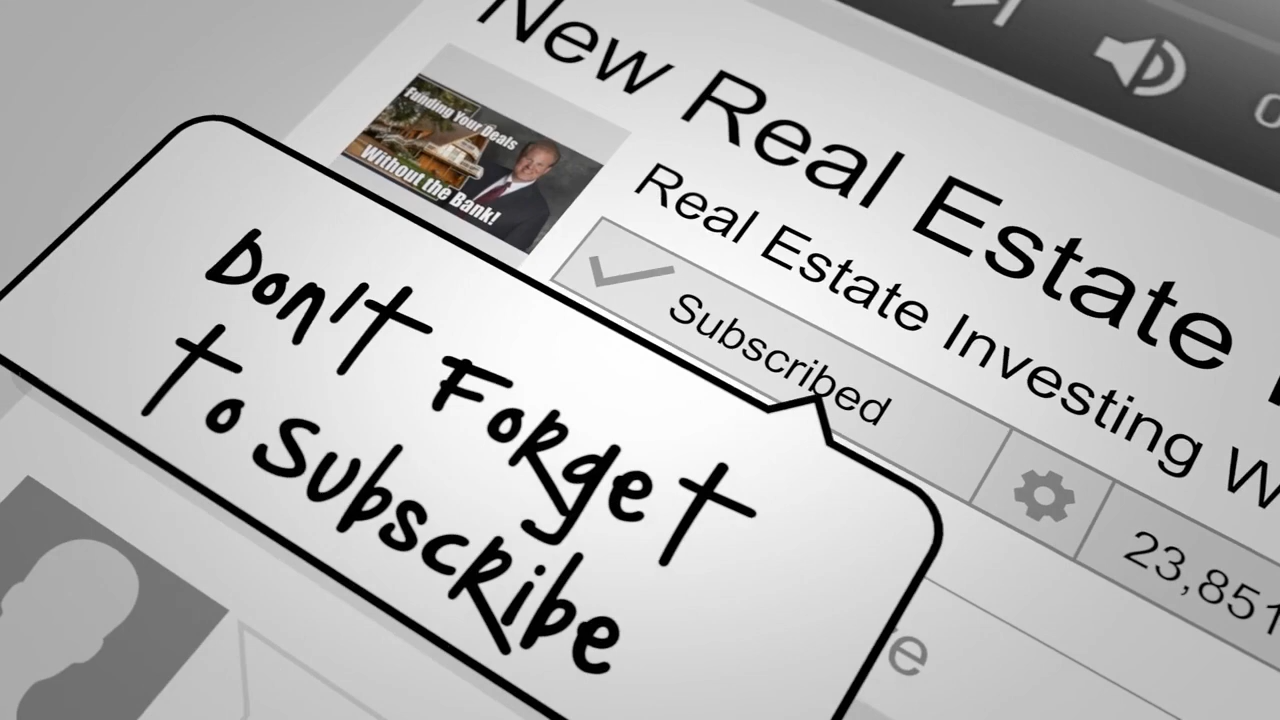 New Real Estate
Funding Your Deals
Without the Bank!
Real Estate Investing W
Subscribed
23,851
Don't Forget
to Subscribe
e